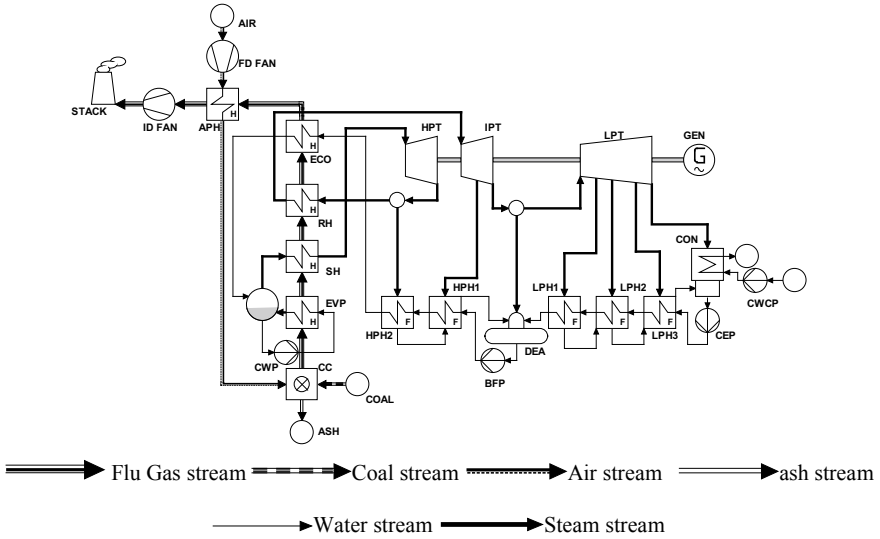 AIR
FD FAN
STACK
ID FAN
APH
H
HPT
IPT
LPT
GEN
G
~
H
ECO
H
RH
CON
H
SH
HPH1
LPH1
LPH2
CWCP
EVP
H
F
F
F
F
F
HPH2
LPH3
CEP
DEA
CWP
CC
BFP
COAL
ASH
Flu Gas stream
Coal stream
Air stream
ash stream
Water stream
Steam stream